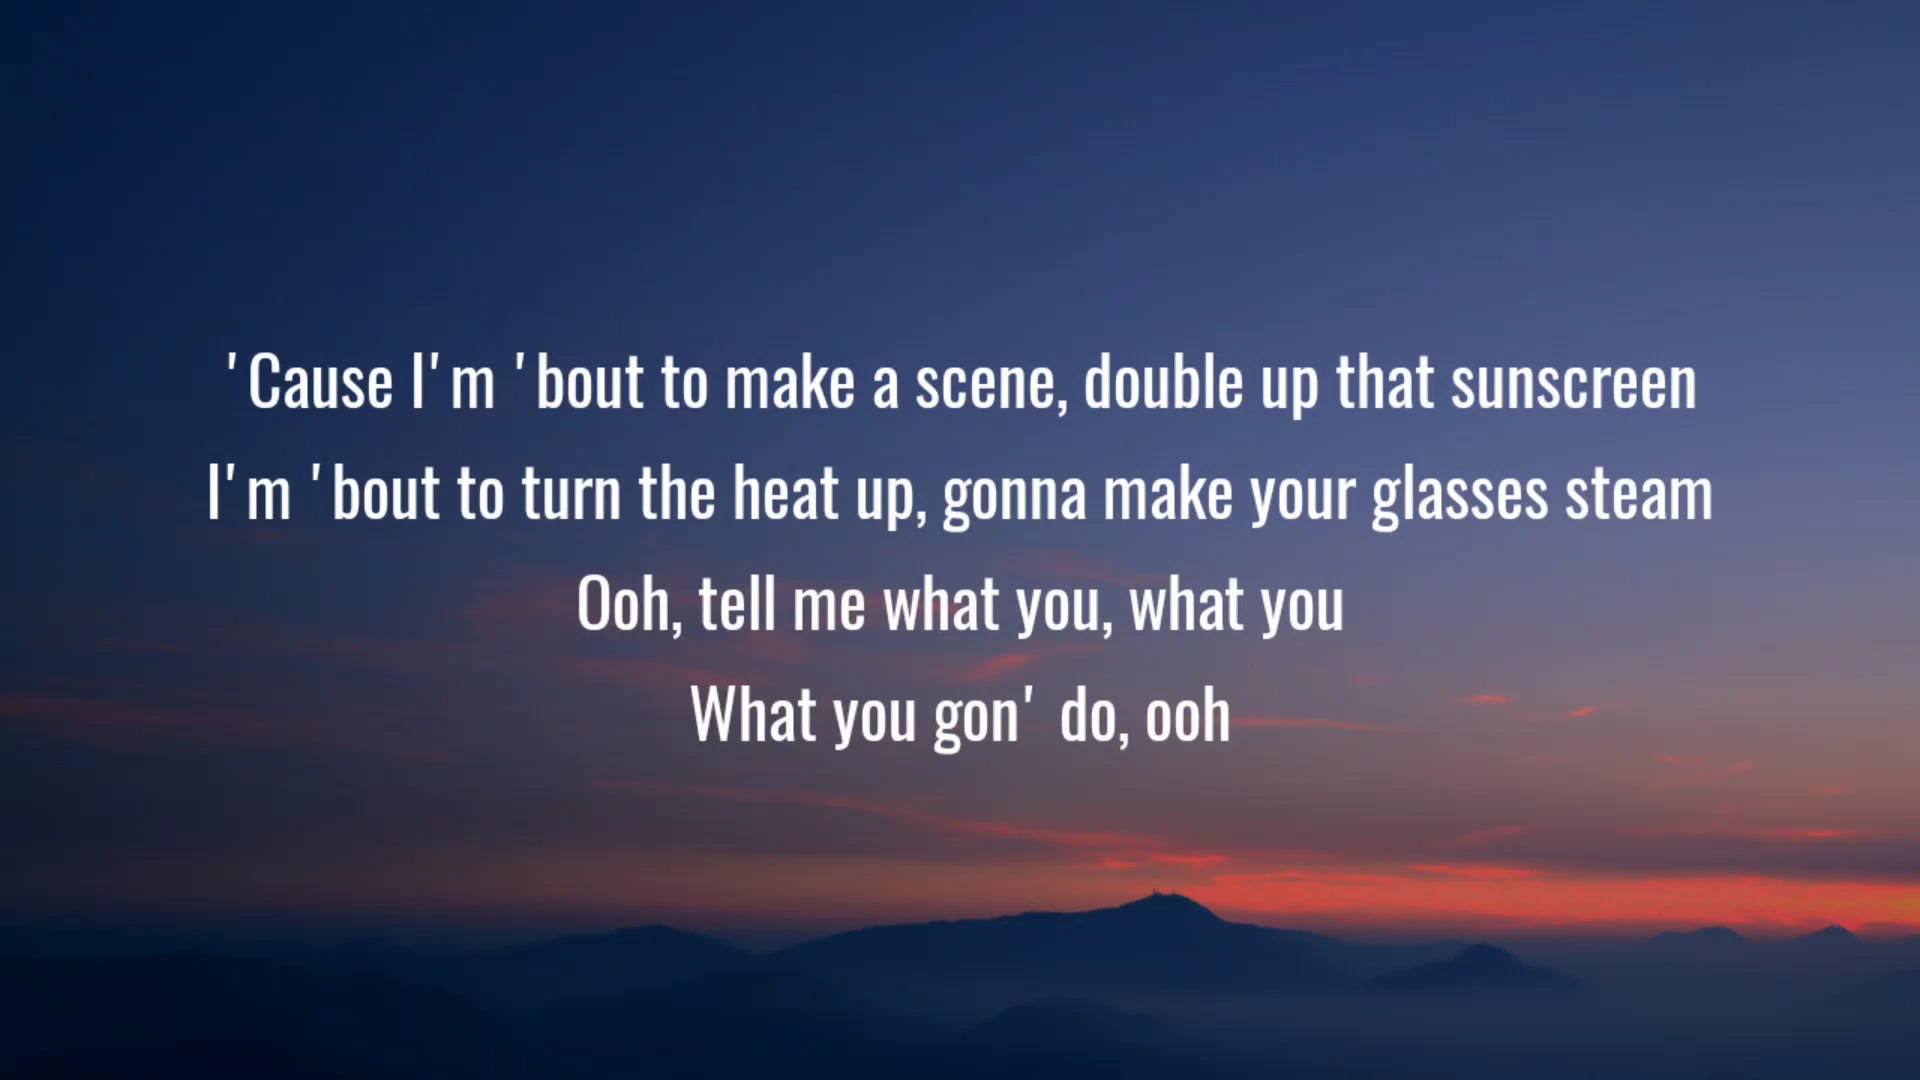 'Cause I'm 'bout to make a scene, double up that sunscreen
I'm 'bout to turn the heat up, gonna make your glasses steam
Ooh, tell me what you, what you
What you gon' do, ooh